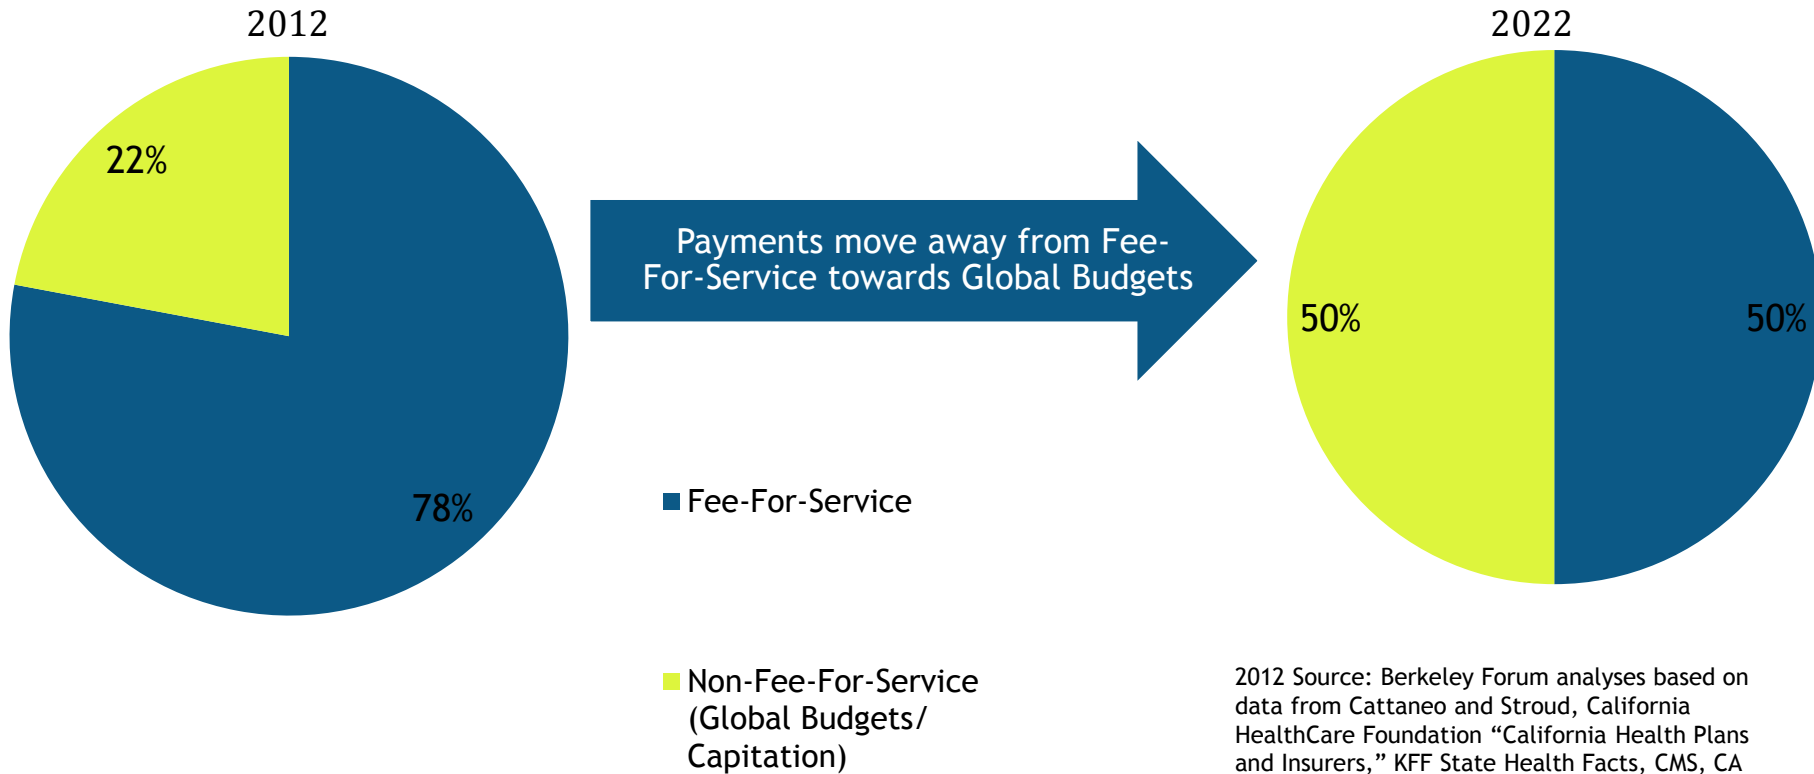 2012
2022
22%
78%
Payments move away from Fee-
For-Service towards Global Budgets
50%
50%
Fee-For-Service
Non-Fee-For-Service
(Global Budgets/
Capitation)
2012 Source: Berkeley Forum analyses based on
data from Cattaneo and Stroud, California
HealthCare Foundation “California Health Plans
and Insurers,” KFF State Health Facts, CMS, CA